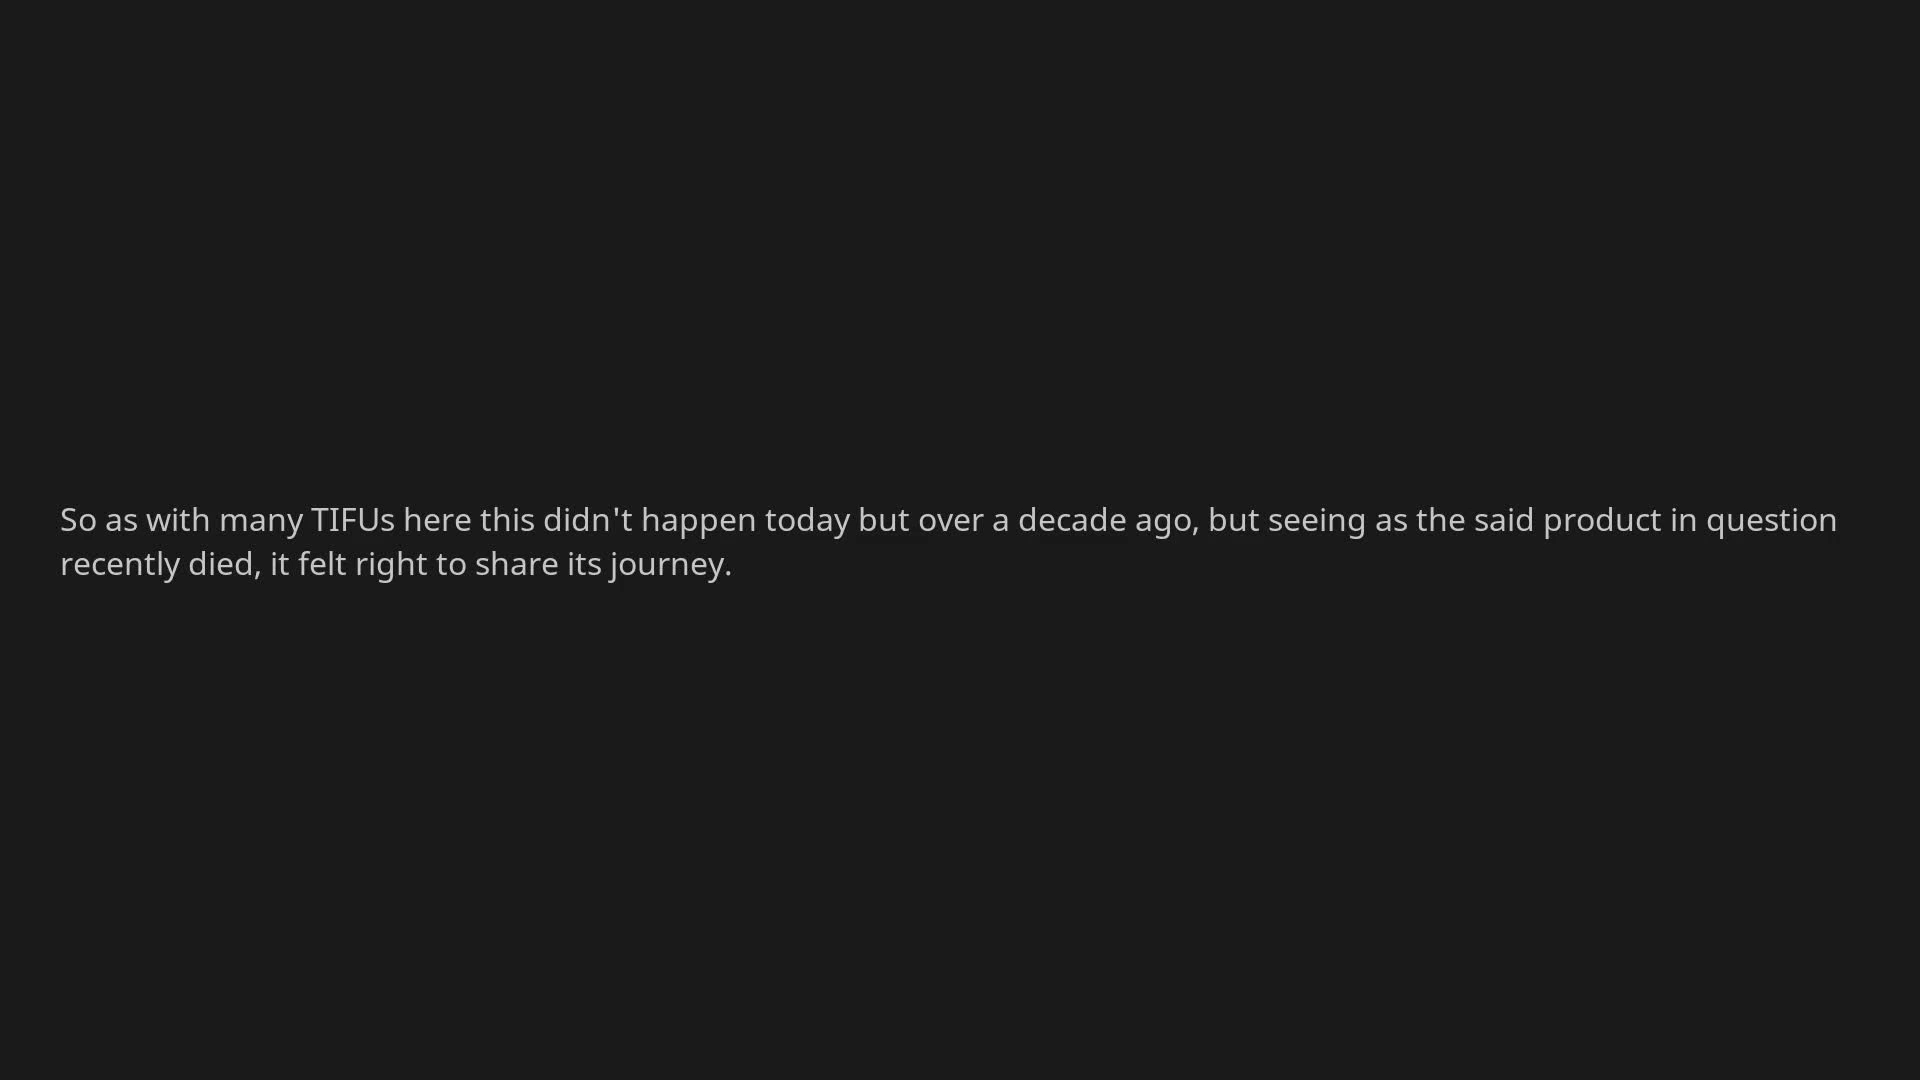 So as with many TIFUs here this didn't happen today but over a decade ago, but seeing as the said product in question
recently died, it felt right to share its journey.